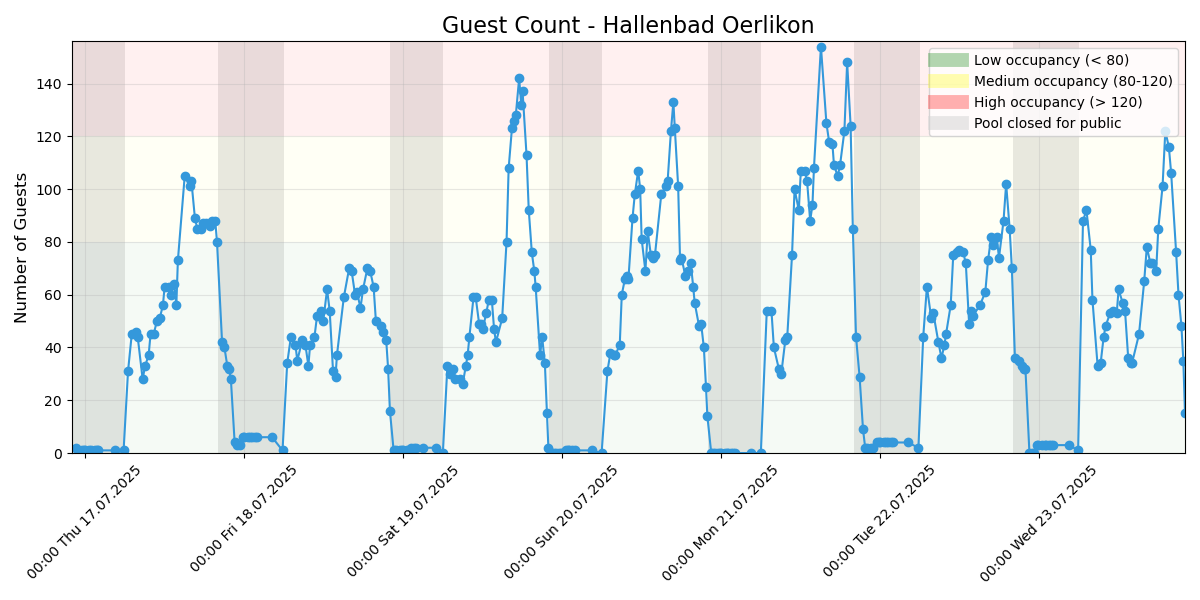 Guest Count - Hallenbad Oerlikon
Low occupancy (< 80)
Medium occupancy (80-120)
High occupancy (> 120)
Pool closed for public
Number of Guests
140
120
100
80
60
40
20
0
00:00 Thu 17.07.2025
00:00 Fri 18.07.2025
00:00 Sat 19.07.2025
00:00 Sun 20.07.2025
00:00 Mon 21.07.2025
00:00 Tue 22.07.2025
00:00 Wed 23.07.2025